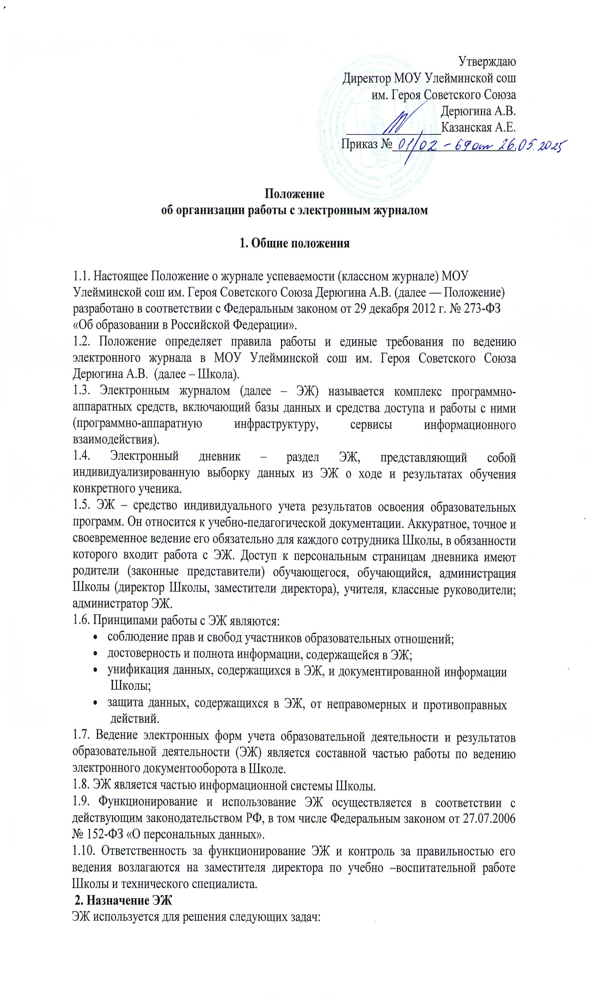 Утверждаю
Директор МОУ Улейминской сош
им. Героя Советского Союза
Дерюгина А.В.
Казанская А.Е.
Приказ № 01/02 - 69 от 26.05.2025
Положение
об организации работы с электронным журналом
1. Общие положения
1.1. Настоящее Положение о журнале успеваемости (классном журнале) МОУ
Улейминской сош им. Героя Советского Союза Дерюгина А.В. (далее — Положение)
разработано в соответствии с Федеральным законом от 29 декабря 2012 г. № 273-ФЗ
«Об образовании в Российской Федерации».
1.2. Положение определяет правила работы и единые требования по ведению
электронного журнала в МОУ Улейминской сош им. Героя Советского Союза
Дерюгина А.В. (далее – Школа).
1.3. Электронным журналом (далее – ЭЖ) называется комплекс программно-
аппаратных средств, включающий базы данных и средства доступа и работы с ними
(программно-аппаратную инфраструктуру, сервисы информационного
взаимодействия).
1.4. Электронный дневник – раздел ЭЖ, представляющий собой
индивидуализированную выборку данных из ЭЖ о ходе и результатах обучения
конкретного ученика.
1.5. ЭЖ – средство индивидуального учета результатов освоения образовательных
программ. Он относится к учебно-педагогической документации. Аккуратное, точное и
своевременное ведение его обязательно для каждого сотрудника Школы, в обязанности
которого входит работа с ЭЖ. Доступ к персональным страницам дневника имеют
родители (законные представители) обучающегося, обучающийся, администрация
Школы (директор Школы, заместители директора), учителя, классные руководители;
администратор ЭЖ.
1.6. Принципами работы с ЭЖ являются:
• соблюдение прав и свобод участников образовательных отношений;
• достоверность и полнота информации, содержащейся в ЭЖ;
• унификация данных, содержащихся в ЭЖ, и документированной информации
Школы;
• защита данных, содержащихся в ЭЖ, от неправомерных и противоправных
действий.
1.7. Ведение электронных форм учета образовательной деятельности и результатов
образовательной деятельности (ЭЖ) является составной частью работы по ведению
электронного документооборота в Школе.
1.8. ЭЖ является частью информационной системы Школы.
1.9. Функционирование и использование ЭЖ осуществляется в соответствии с
действующим законодательством РФ, в том числе Федеральным законом от 27.07.2006
№ 152-ФЗ «О персональных данных».
1.10. Ответственность за функционирование ЭЖ и контроль за правильностью его
ведения возлагаются на заместителя директора по учебно –воспитательной работе
Школы и технического специалиста.
2. Назначение ЭЖ
ЭЖ используется для решения следующих задач: